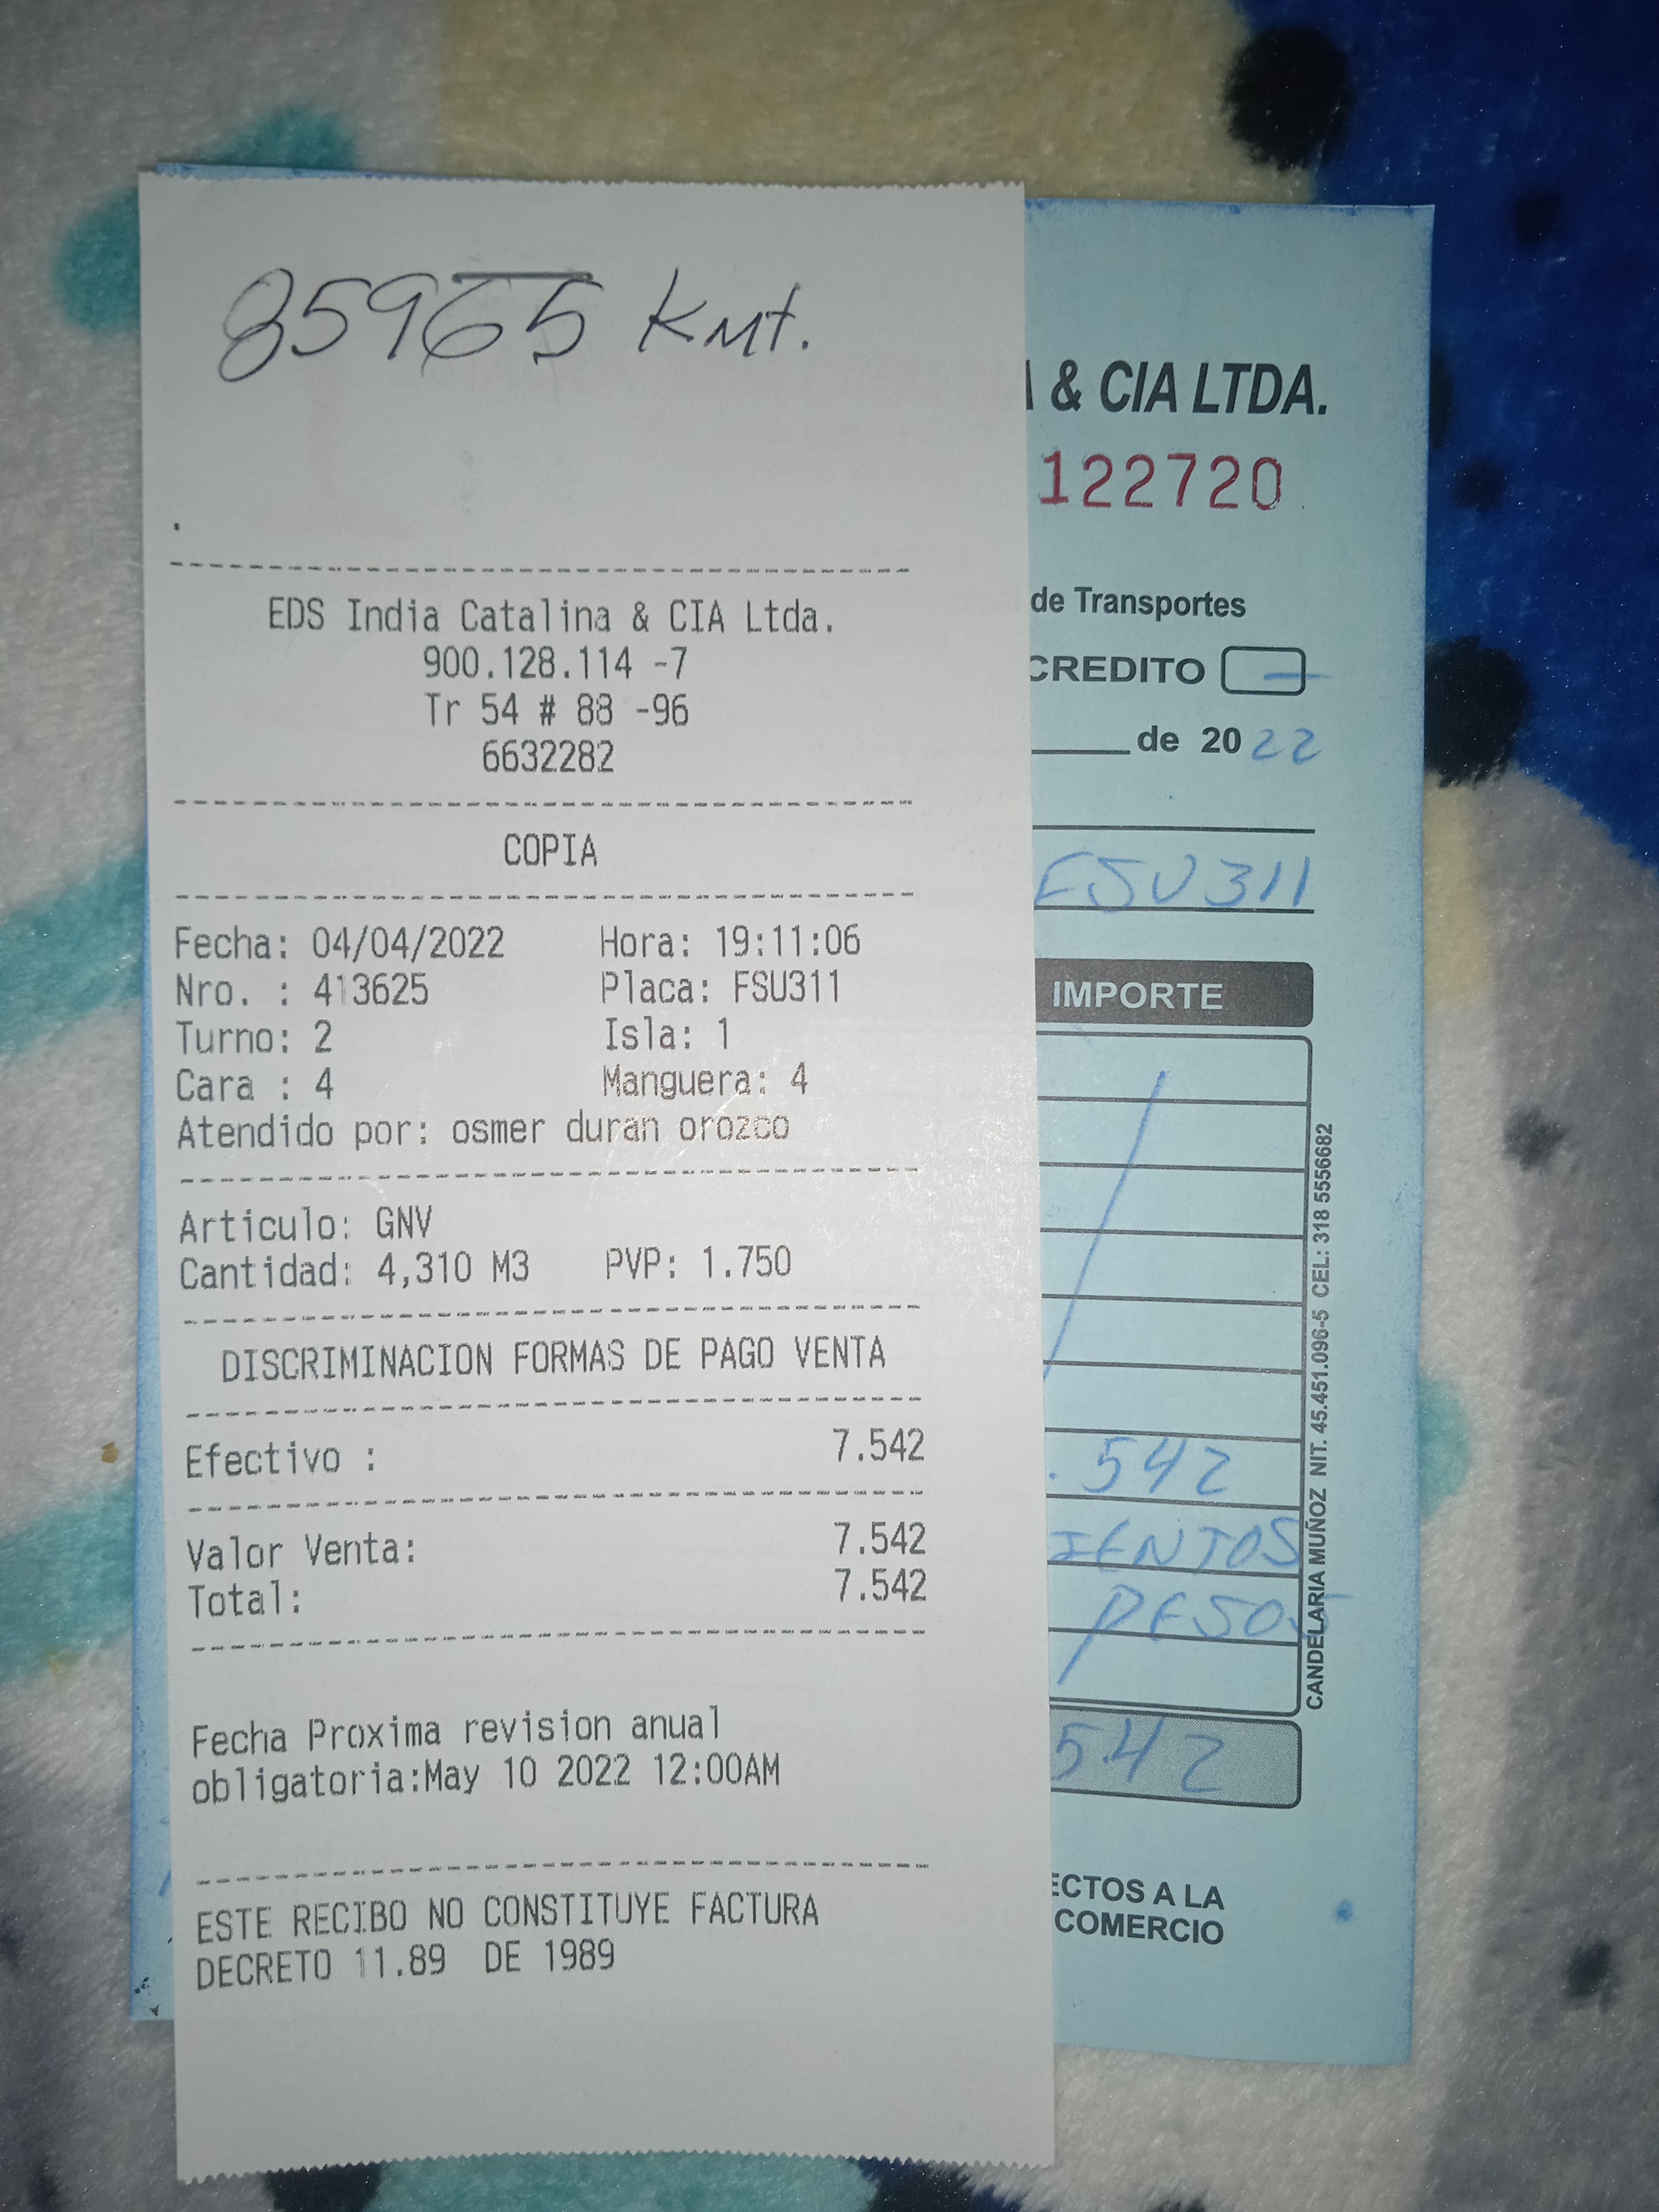 85965 Kmt.
EDS India Catalina & CIA Ltda.
900.128.114 -7
Tr 54 # 88 -96
6632282
COPIA
Fecha: 04/04/2022 Hora: 19:11:06
Nro. : 413625 Placa: FSU311
Turno: 2 Isla: 1
Cara : 4 Manguera: 4
Atendido por: osmer duran orozco
Articulo: GNV
Cantidad: 4,310 M3 PVP: 1.750
DISCRIMINACION FORMAS DE PAGO VENTA
Efectivo : 7.542
Valor Venta: 7.542
Total: 7.542
Fecha Proxima revision anual
obligatoria:May 10 2022 12:00AM
ESTE RECIBO NO CONSTITUYE FACTURA
DECRETO 11.89 DE 1989
& CIA LTDA.
122720
de Transportes
CREDITO
de 2022
FSU311
IMPORTE
.542
IENTOS
PESOS
542
ECTOS A LA
COMERCIO
CANDELARIA MUÑOZ NIT. 45.451.096-5 CEL: 318 5556682